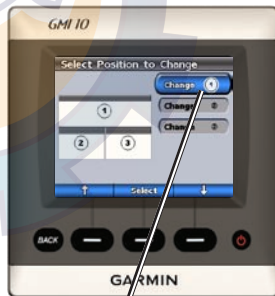 GMI 10
Select Position to Change
Change 1
1
Change 2
Change 3
2 3
↑ Select ↓
BACK
GARMIN